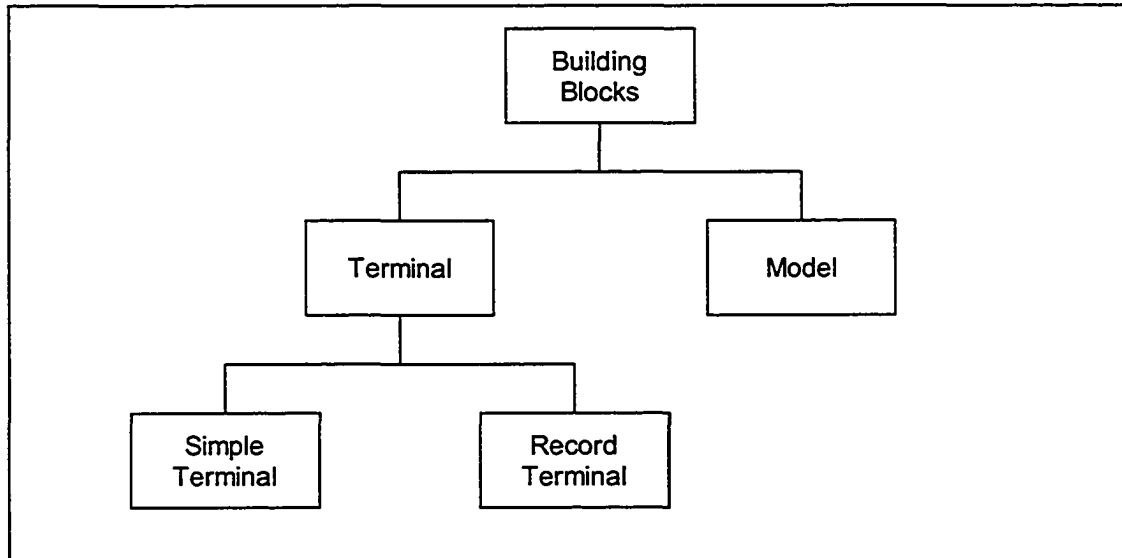 Building
Blocks
Terminal
Model
Simple
Terminal
Record
Terminal